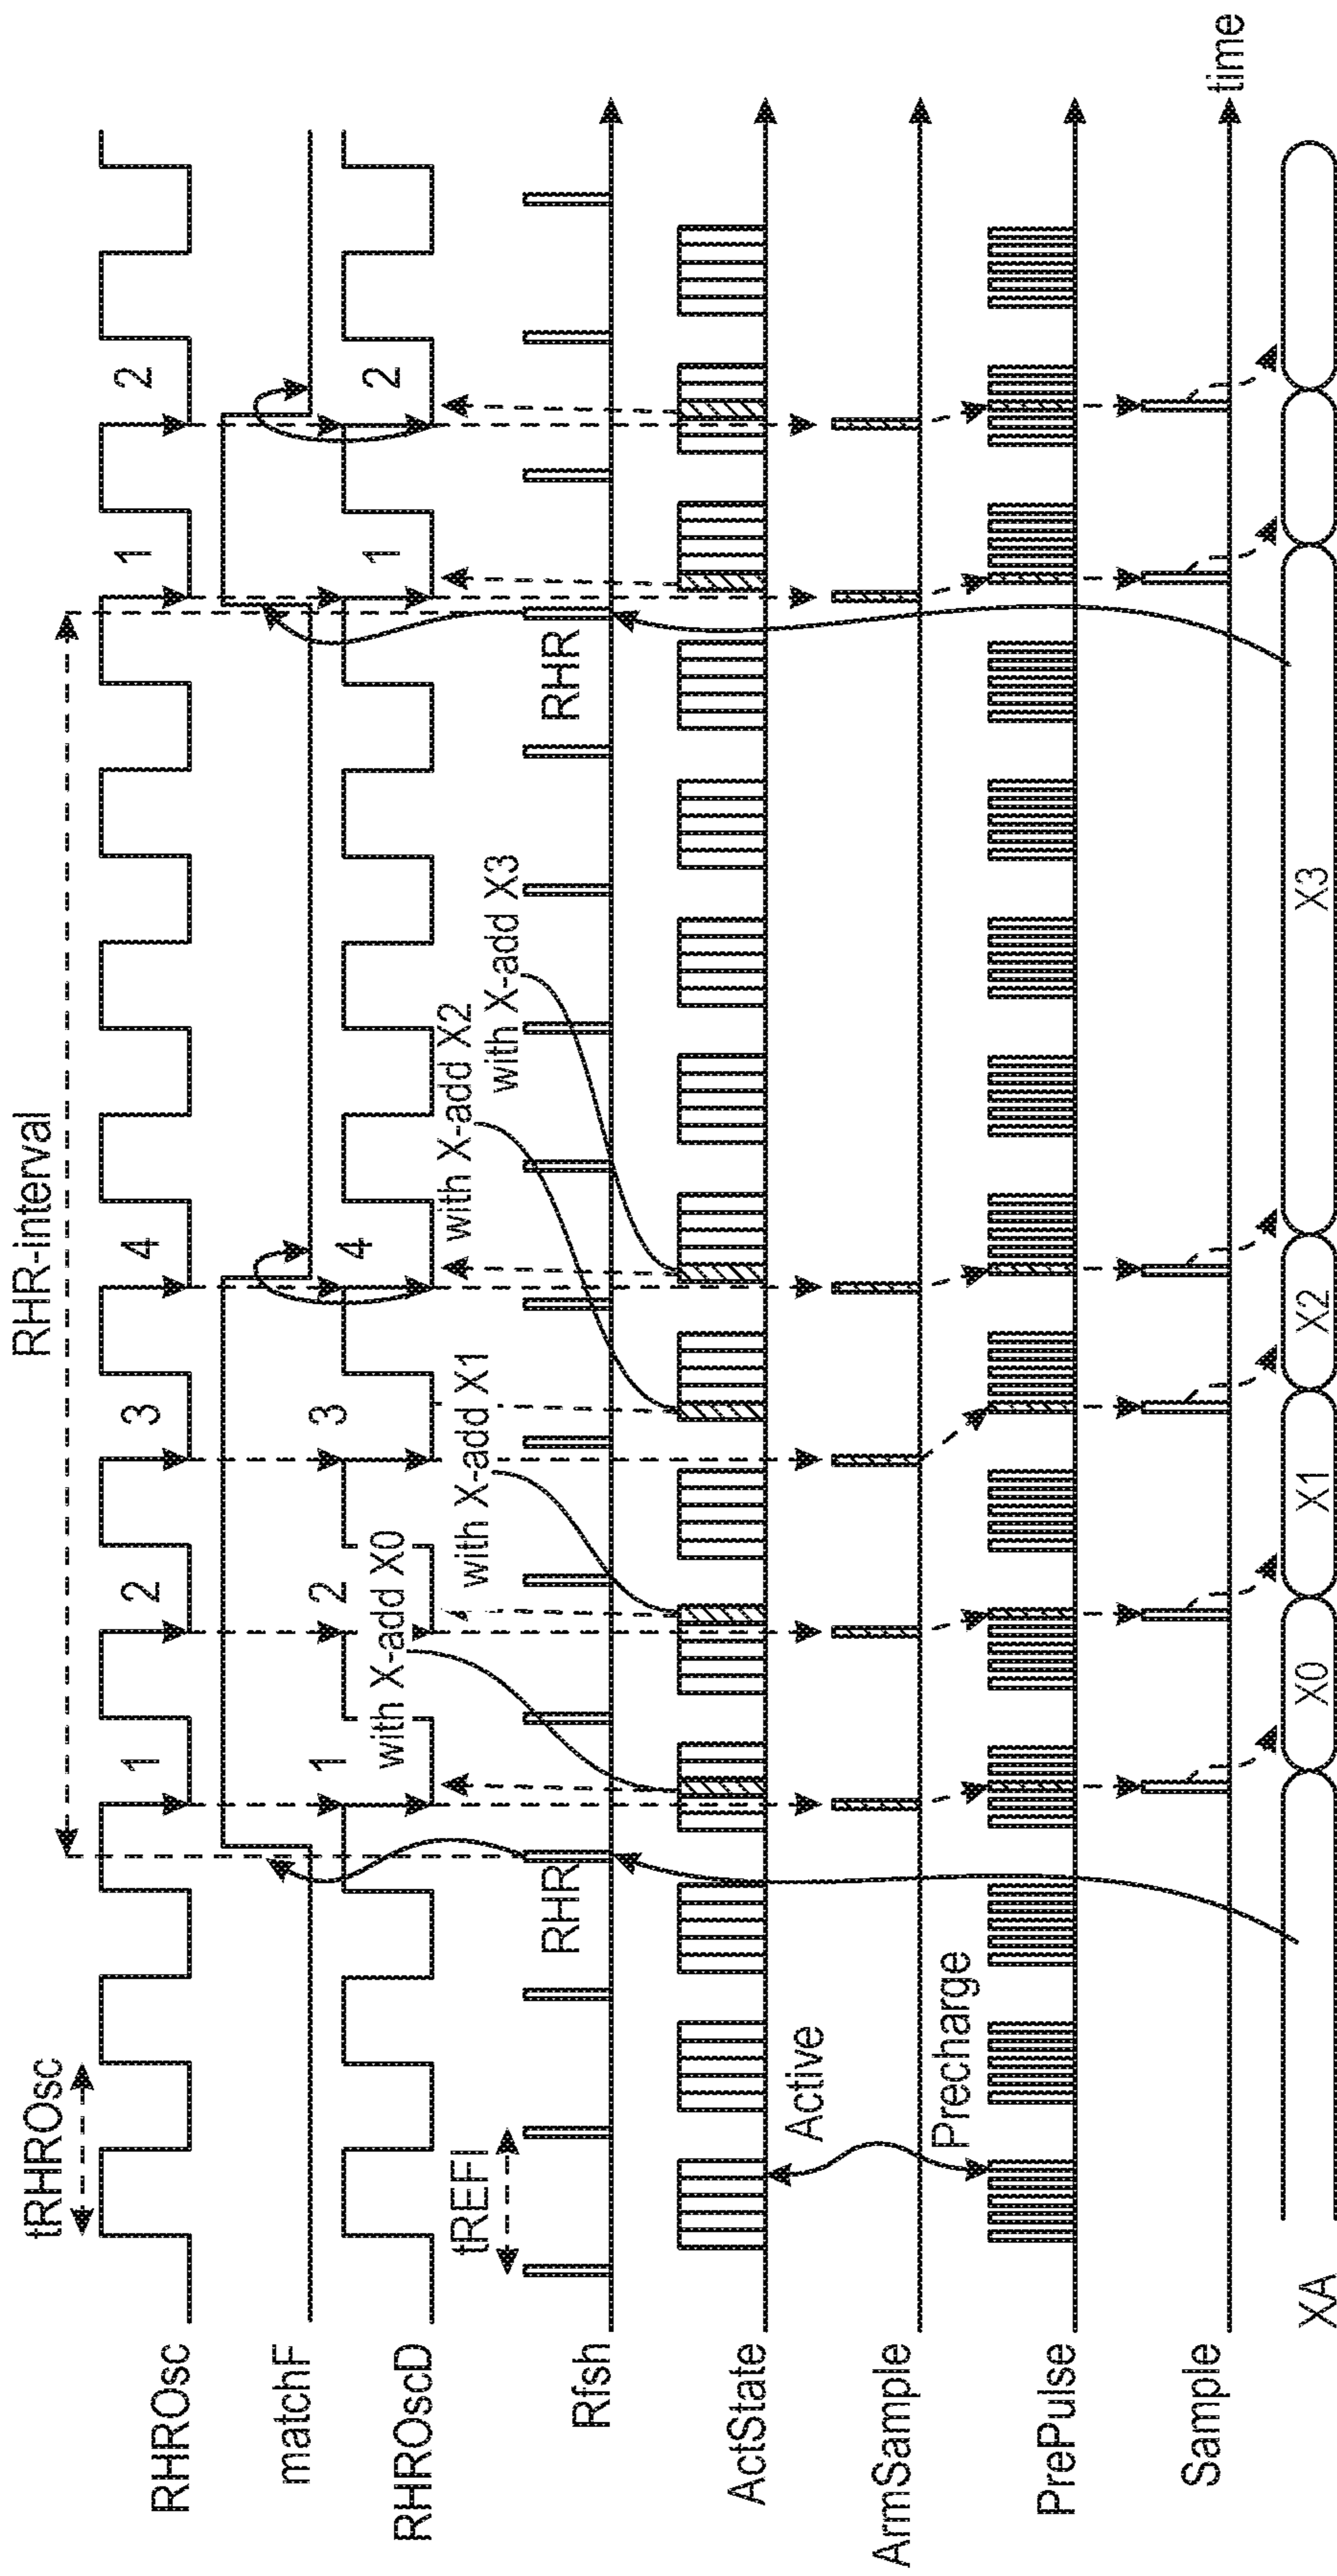 RHR-interval
tRHROsc
RHROsc
1
2
3
4
1
2
matchF
RHROscD
1
2
3
4
1
2
with X-add X0
with X-add X1
with X-add X2
with X-add X3
tREFI
Rfsh
RHR
RHR
ActState
Active
ArmSample
Precharge
PrePulse
Sample
time
XA
X0
X1
X2
X3